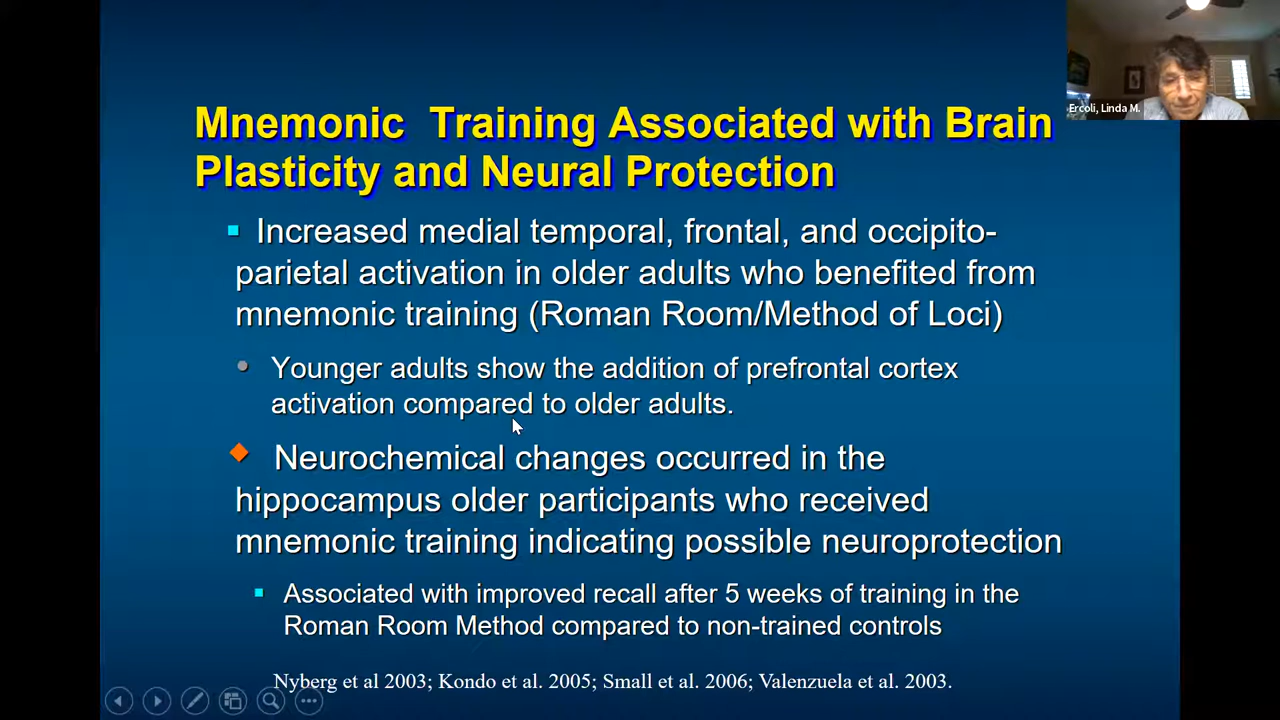 Ercoli, Linda M.
Mnemonic  Training Associated with Brain
Plasticity and Neural Protection
Increased medial temporal, frontal, and occipito-
parietal activation in older adults who benefited from
mnemonic training (Roman Room/Method of Loci)
Younger adults show the addition of prefrontal cortex
activation compared to older adults.
Neurochemical changes occurred in the
hippocampus older participants who received
mnemonic training indicating possible neuroprotection
Associated with improved recall after 5 weeks of training in the
Roman Room Method compared to non-trained controls
Nyberg et al 2003; Kondo et al. 2005; Small et al. 2006; Valenzuela et al. 2003.